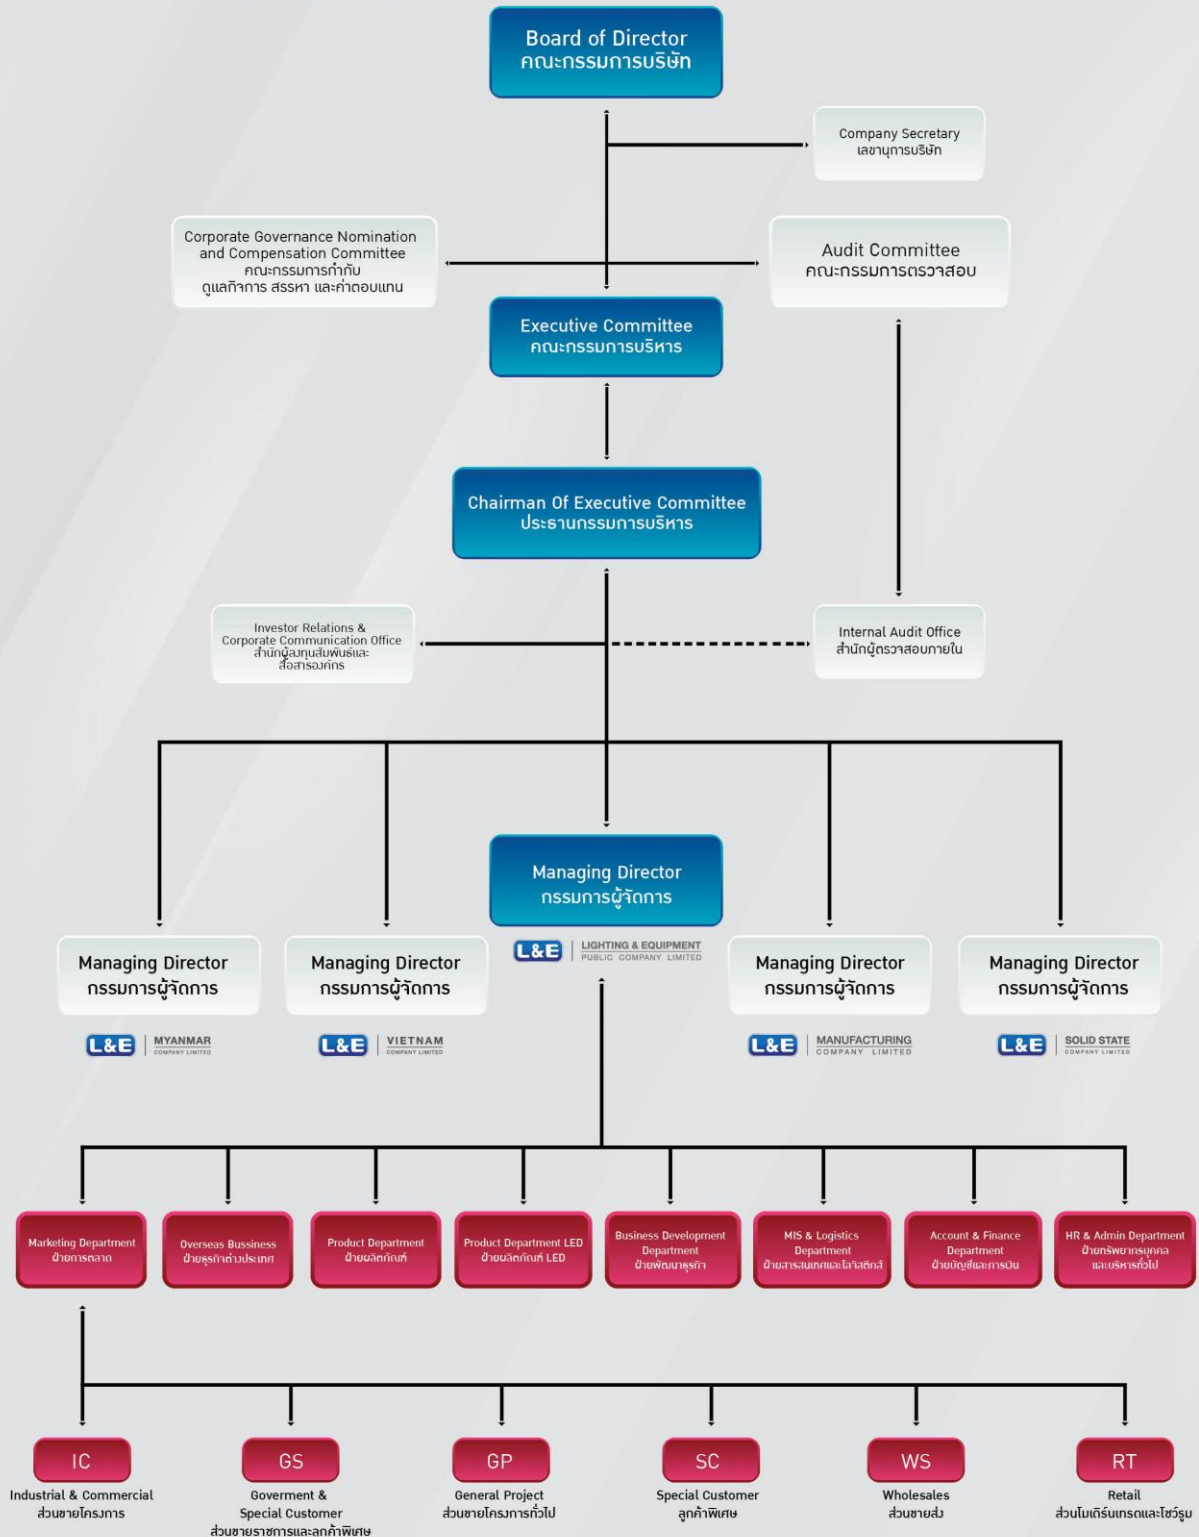 Board of Director
คณะกรรมการบริษัท
Company Secretary
เลขานุการบริษัท
Corporate Governance Nomination
and Compensation Committee
คณะกรรมการกำกับ
ดูแลกิจการ สรรหา และค่าตอบแทน
Audit Committee
คณะกรรมการตรวจสอบ
Executive Committee
คณะกรรมการบริหาร
Chairman Of Executive Committee
ประธานกรรมการบริหาร
Investor Relations &
Corporate Communication Office
สำนักผู้ลงทุนสัมพันธ์และ
สื่อสารองค์กร
Internal Audit Office
สำนักผู้ตรวจสอบภายใน
Managing Director
กรรมการผู้จัดการ
L&E LIGHTING & EQUIPMENT
PUBLIC COMPANY LIMITED
Managing Director
กรรมการผู้จัดการ
L&E MYANMAR
COMPANY LIMITED
Managing Director
กรรมการผู้จัดการ
L&E VIETNAM
COMPANY LIMITED
Managing Director
กรรมการผู้จัดการ
L&E MANUFACTURING
COMPANY LIMITED
Managing Director
กรรมการผู้จัดการ
L&E SOLID STATE
COMPANY LIMITED
Marketing Department
ฝ่ายการตลาด
Overseas Bussiness
ฝ่ายธุรกิจต่างประเทศ
Product Department
ฝ่ายผลิตภัณฑ์
Product Department LED
ฝ่ายผลิตภัณฑ์ LED
Business Development
Department
ฝ่ายพัฒนาธุรกิจ
MIS & Logistics
Department
ฝ่ายสารสนเทศและโลจิสติกส์
Account & Finance
Department
ฝ่ายบัญชีและการเงิน
HR & Admin Department
ฝ่ายทรัพยากรบุคคล
และบริหารทั่วไป
IC
Industrial & Commercial
ส่วนขายโครงการ
GS
Goverment &
Special Customer
ส่วนขายราชการและลูกค้าพิเศษ
GP
General Project
ส่วนขายโครงการทั่วไป
SC
Special Customer
ลูกค้าพิเศษ
WS
Wholesales
ส่วนขายส่ง
RT
Retail
ส่วนโมเดิร์นเทรดและโชว์รูม